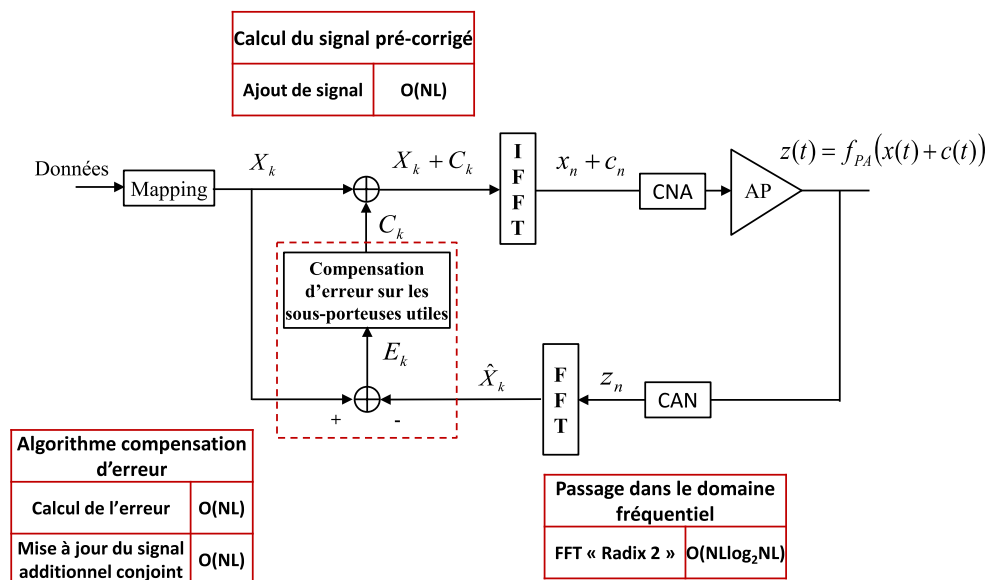 Calcul du signal pré-corrigé
Ajout de signal O(NL)
Données
Mapping
X_k
X_k + C_k
I
F
F
T
x_n + c_n
CNA
AP
z(t) = f_{PA}(x(t) + c(t))
C_k
Compensation
d'erreur sur les
sous-porteuses utiles
E_k
+ -
X̂_k
F
F
T
z_n
CAN
Algorithme compensation
d'erreur
Calcul de l'erreur O(NL)
Mise à jour du signal
additionnel conjoint O(NL)
Passage dans le domaine
fréquentiel
FFT « Radix 2 » O(NLlog₂NL)